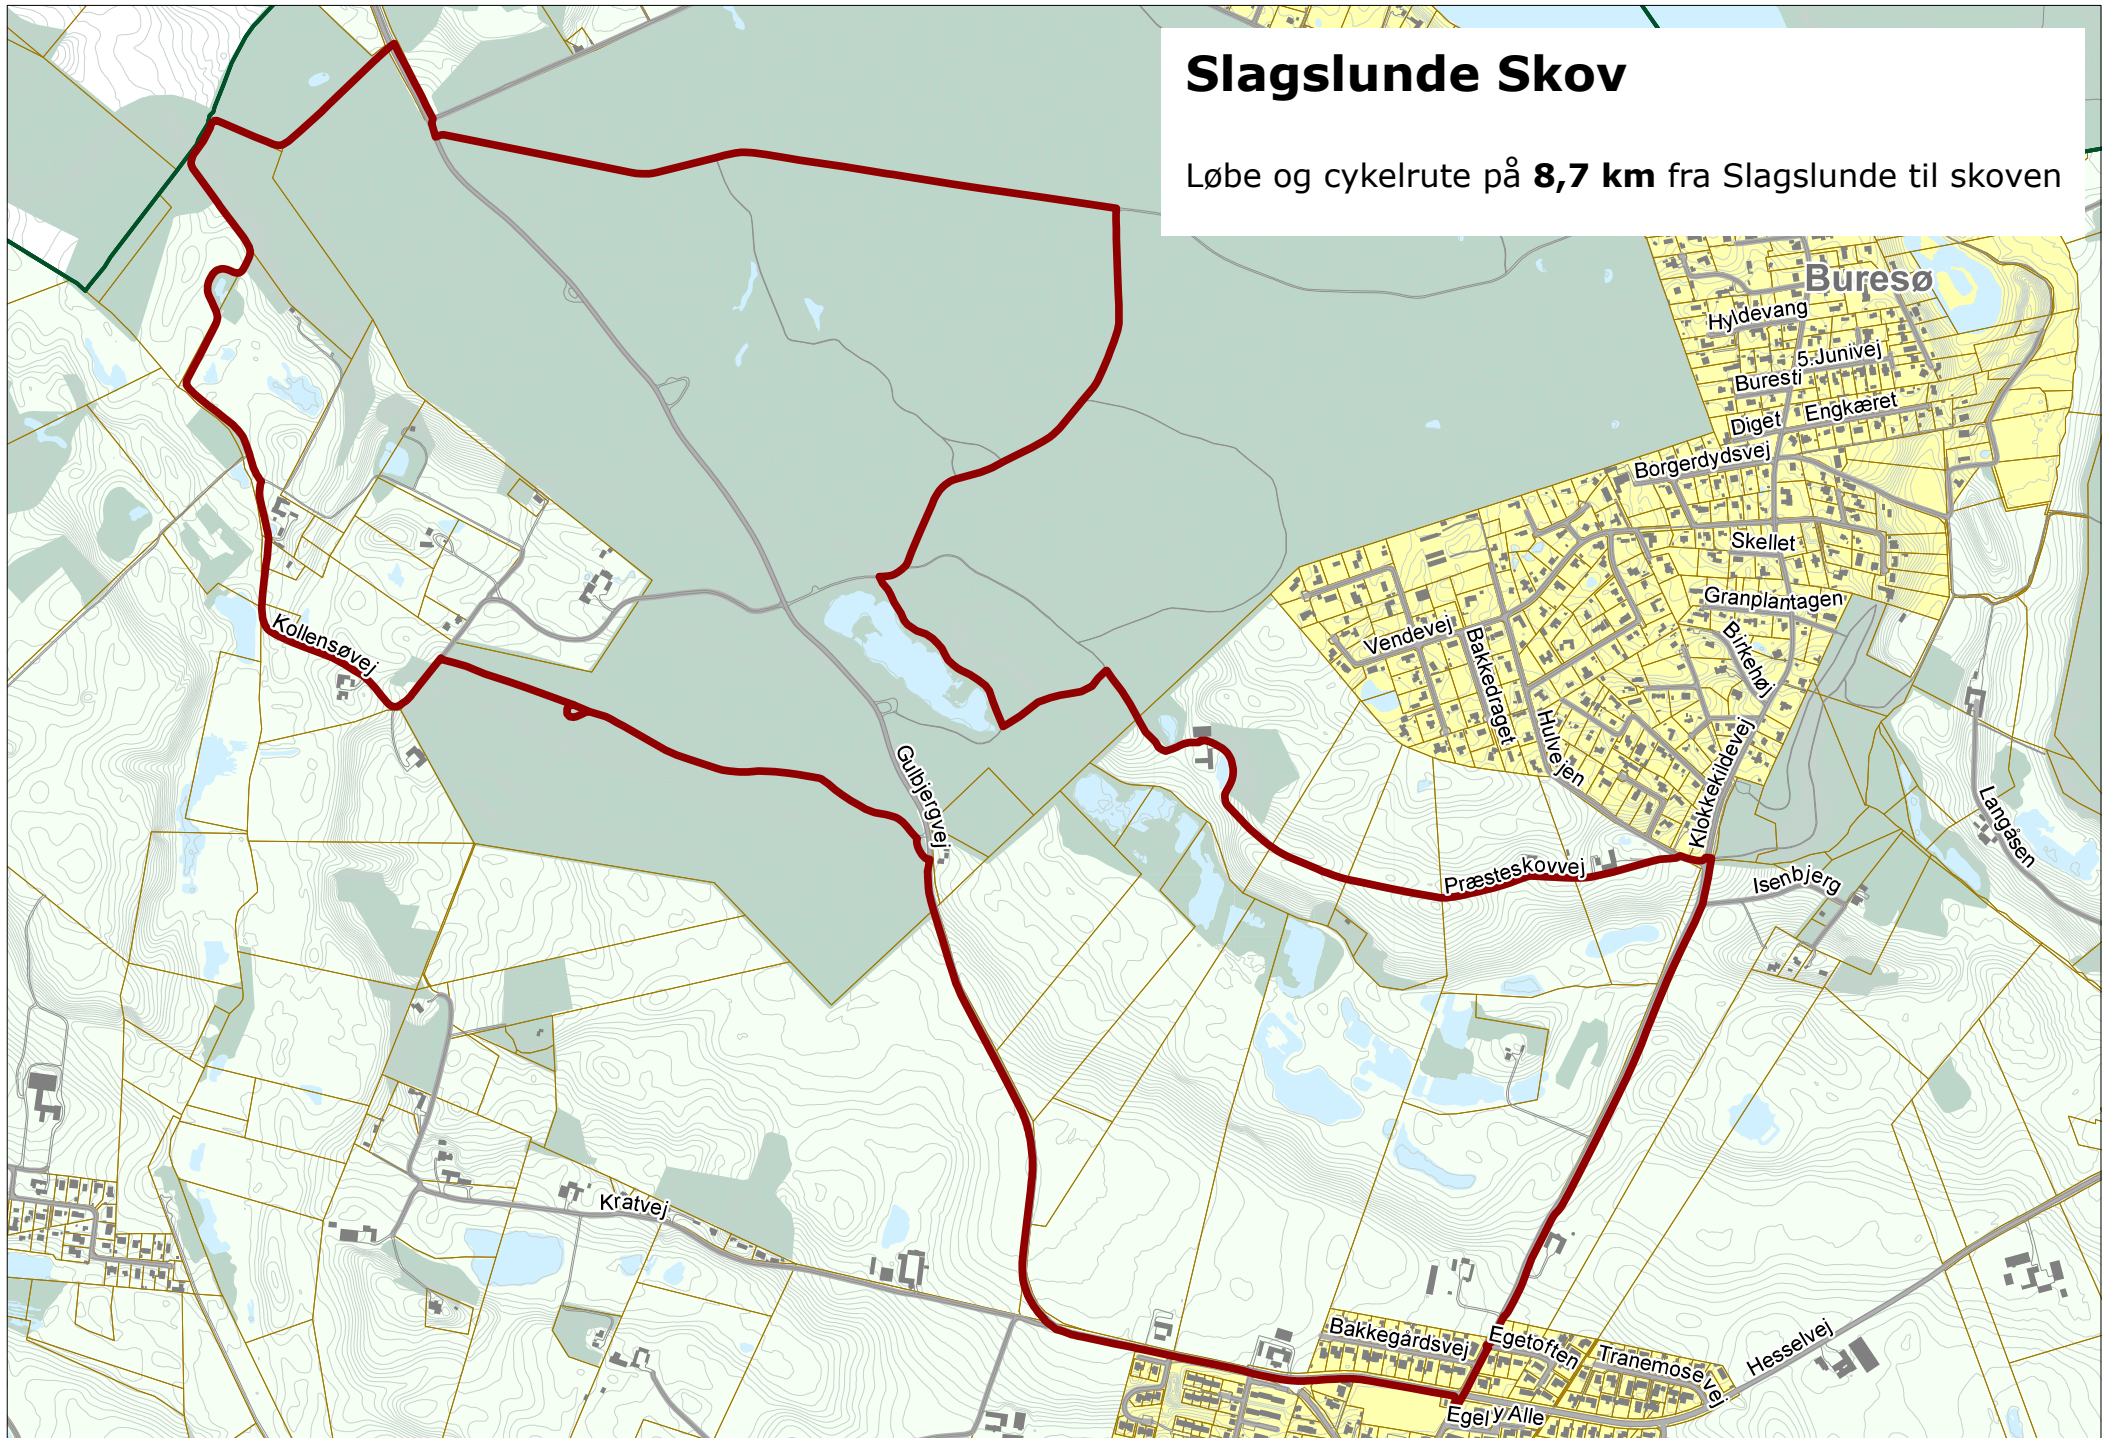 Slagslunde Skov
Løbe og cykelrute på 8,7 km fra Slagslunde til skoven
Buresø
Hyldevang
5.Junivej
Buresti
Engkæret
Diget
Borgerdydsvej
Skellet
Granplantagen
Birkehøj
Vendevej
Bakkedraget
Hulvejen
Klokkekildevej
Kollensøvej
Gulbjergvej
Langåsen
Præsteskovvej
Isenbjerg
Kratvej
Bakkegårdsvej
Egetoften
Tranemosevej
Hesselvej
Egely Alle